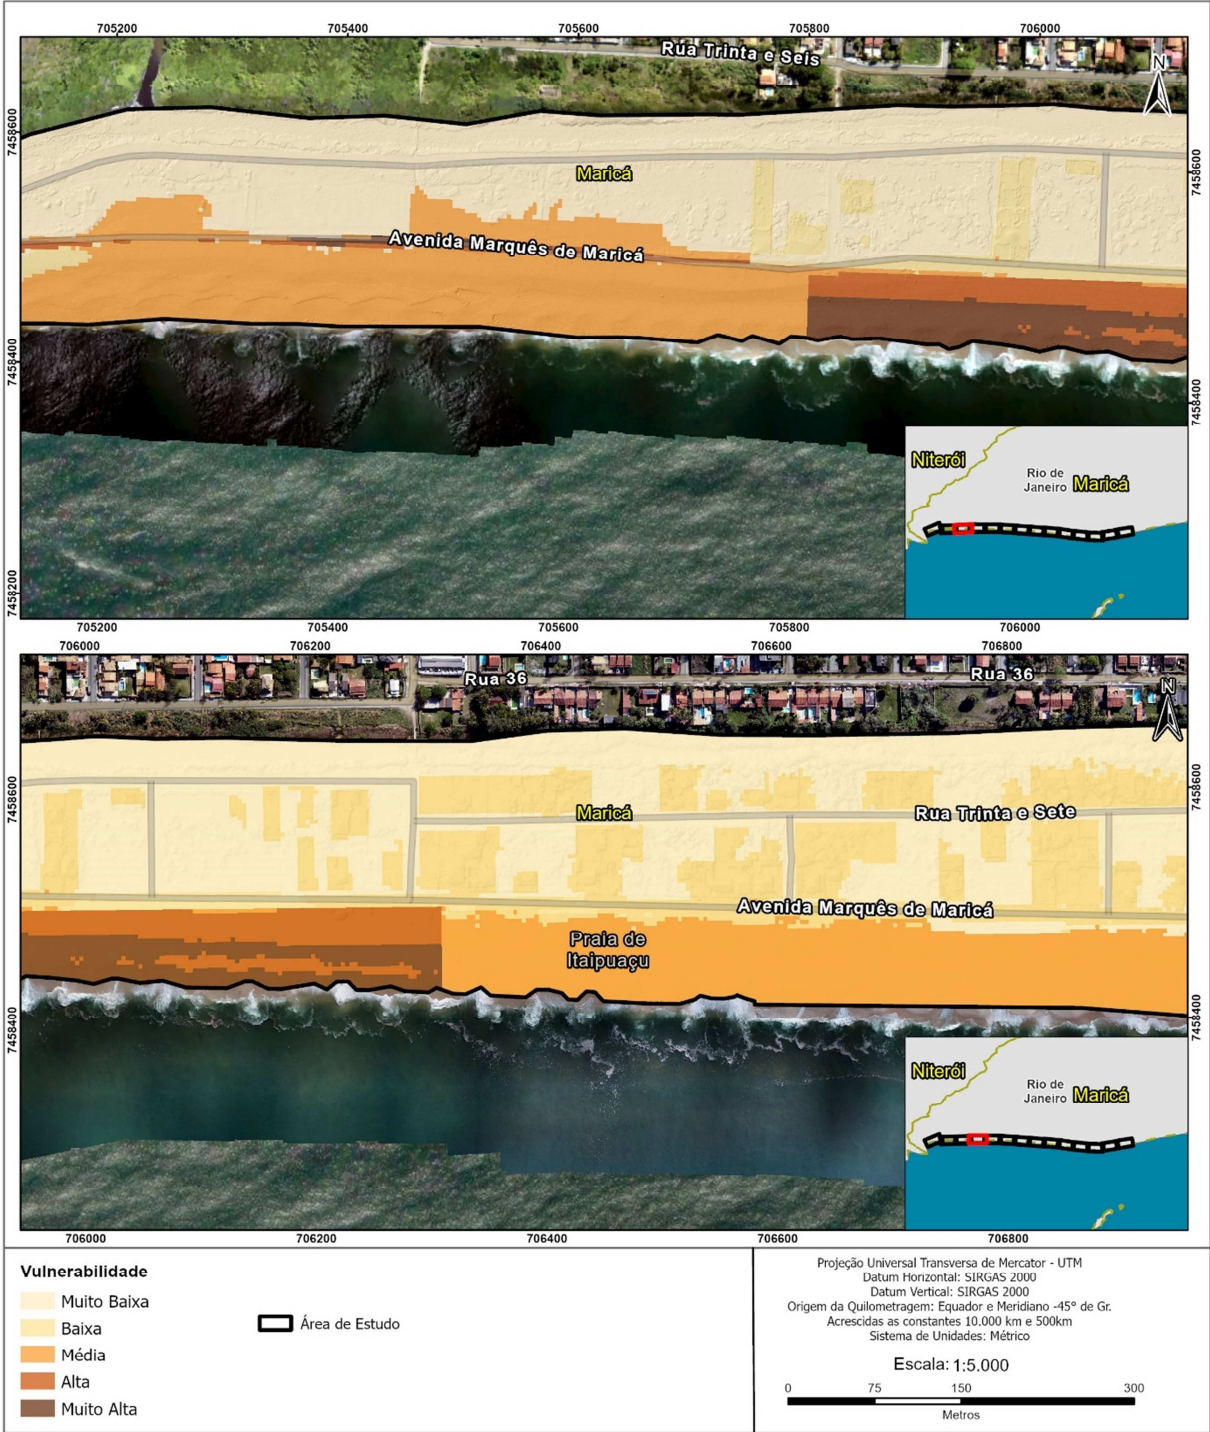 705200 705400 705600 705800 706000
Rua Trinta e Seis
N
7458600
7458600
Maricá
Avenida Marquês de Maricá
7458400
7458400
Niterói
Rio de
Janeiro
Maricá
7458200
705200 705400 705600 705800 706000
706000 706200 706400 706600 706800
Rua 36
Rua 36
N
7458600
7458600
Maricá
Rua Trinta e Sete
Avenida Marquês de Maricá
Praia de
Itaipuaçu
7458400
7458400
Niterói
Rio de
Janeiro
Maricá
706000 706200 706400 706600 706800
Vulnerabilidade
Muito Baixa
Baixa
Média
Alta
Muito Alta
Área de Estudo
Projeção Universal Transversa de Mercator - UTM
Datum Horizontal: SIRGAS 2000
Datum Vertical: SIRGAS 2000
Origem da Quilometragem: Equador e Meridiano -45° de Gr.
Acrescidas as constantes 10.000 km e 500km
Sistema de Unidades: Métrico
Escala: 1:5.000
0 75 150 300
Metros